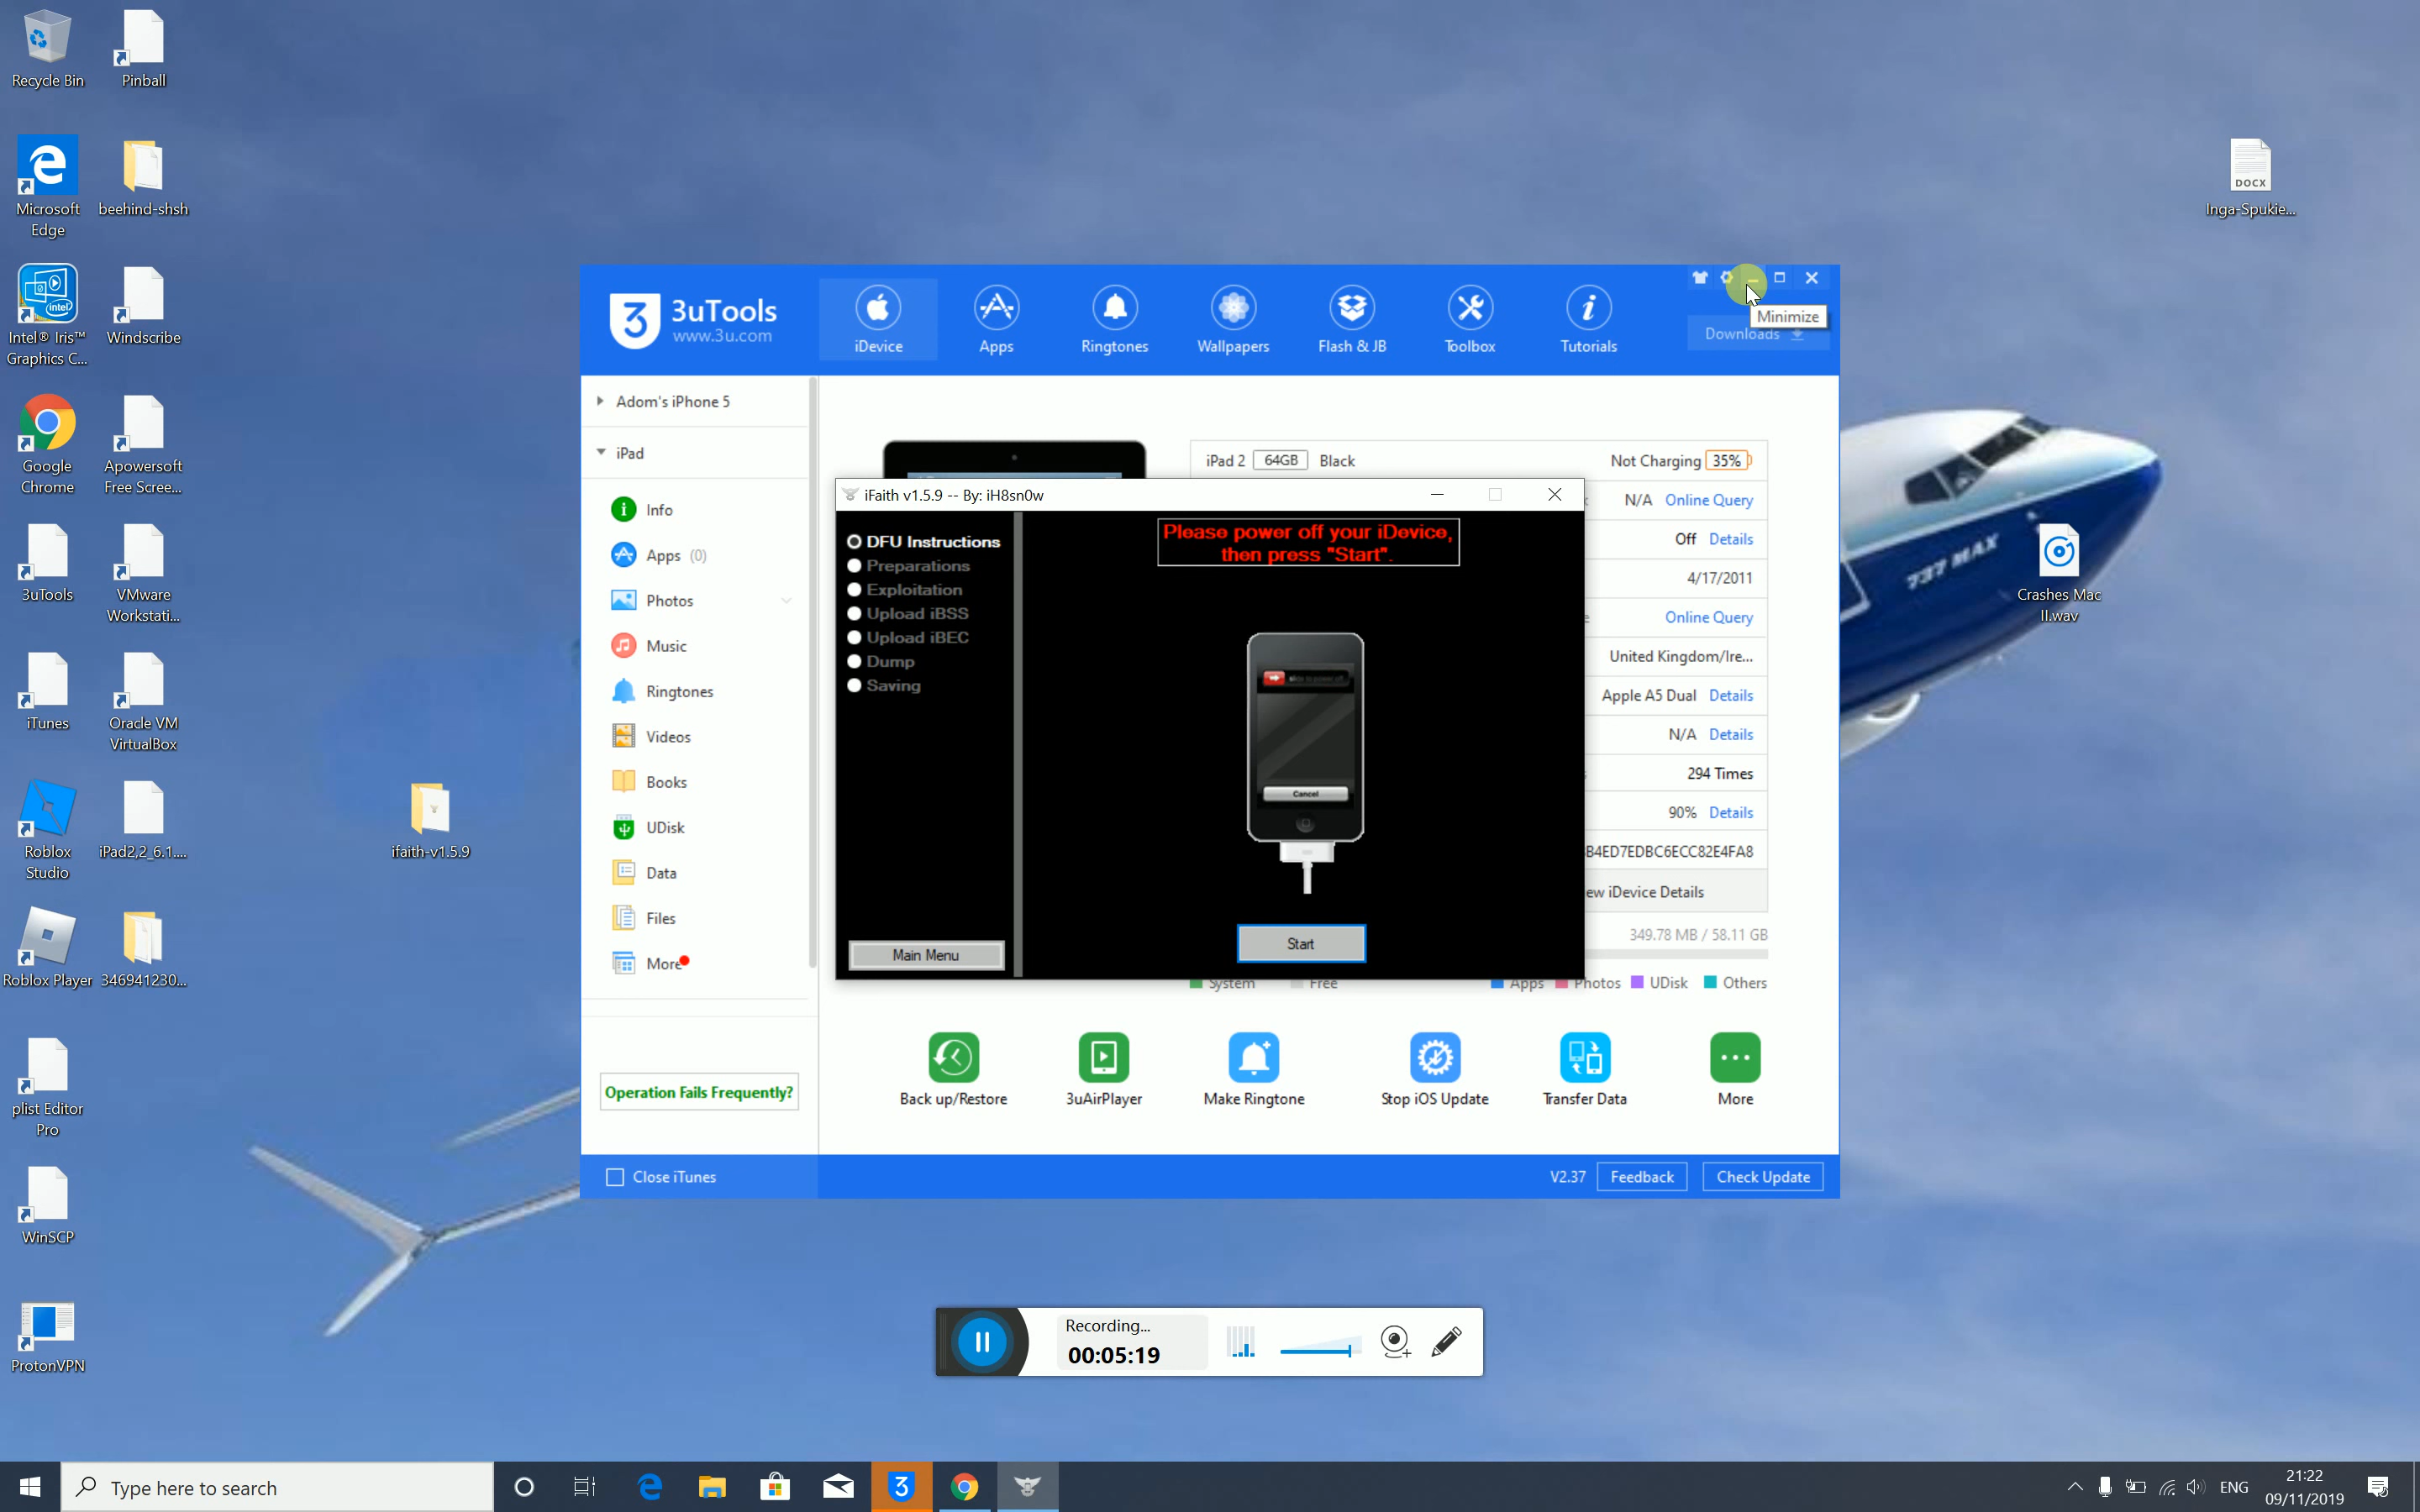 Recycle Bin
Pinball
Microsoft
Edge
beehind-shsh
Intel® Iris™
Graphics C...
intel
Windscribe
Google
Chrome
Apowersoft
Free Scree...
3uTools
VMware
Workstati...
iTunes
Oracle VM
VirtualBox
Roblox
Studio
iPad2,2_6.1....
Roblox Player
346941230...
plist Editor
Pro
WinSCP
ProtonVPN
ifaith-v1.5.9
DOCX
Inga-Spukie...
Crashes Mac
II.wav
737 MAX
3
3uTools
www.3u.com
iDevice
Apps
Ringtones
Wallpapers
Flash & JB
Toolbox
Tutorials
Minimize
Downloads
Adom's iPhone 5
iPad
Info
Apps (0)
Photos
Music
Ringtones
Videos
Books
UDisk
Data
Files
More
Operation Fails Frequently?
Close iTunes
iPad 2 64GB Black
Not Charging 35%
N/A Online Query
Off Details
4/17/2011
Online Query
United Kingdom/Ire...
Apple A5 Dual Details
N/A Details
294 Times
90% Details
B4ED7EDBC6ECC82E4FA8
ew iDevice Details
349.78 MB / 58.11 GB
System Free Apps Photos UDisk Others
iFaith v1.5.9 -- By: iH8sn0w
DFU Instructions
Preparations
Exploitation
Upload iBSS
Upload iBEC
Dump
Saving
Main Menu
Please power off your iDevice,
then press "Start".
slide to power off
Cancel
Start
Back up/Restore
3uAirPlayer
Make Ringtone
Stop iOS Update
Transfer Data
More
V2.37 Feedback Check Update
Recording...
00:05:19
Type here to search
3
ENG
21:22
09/11/2019